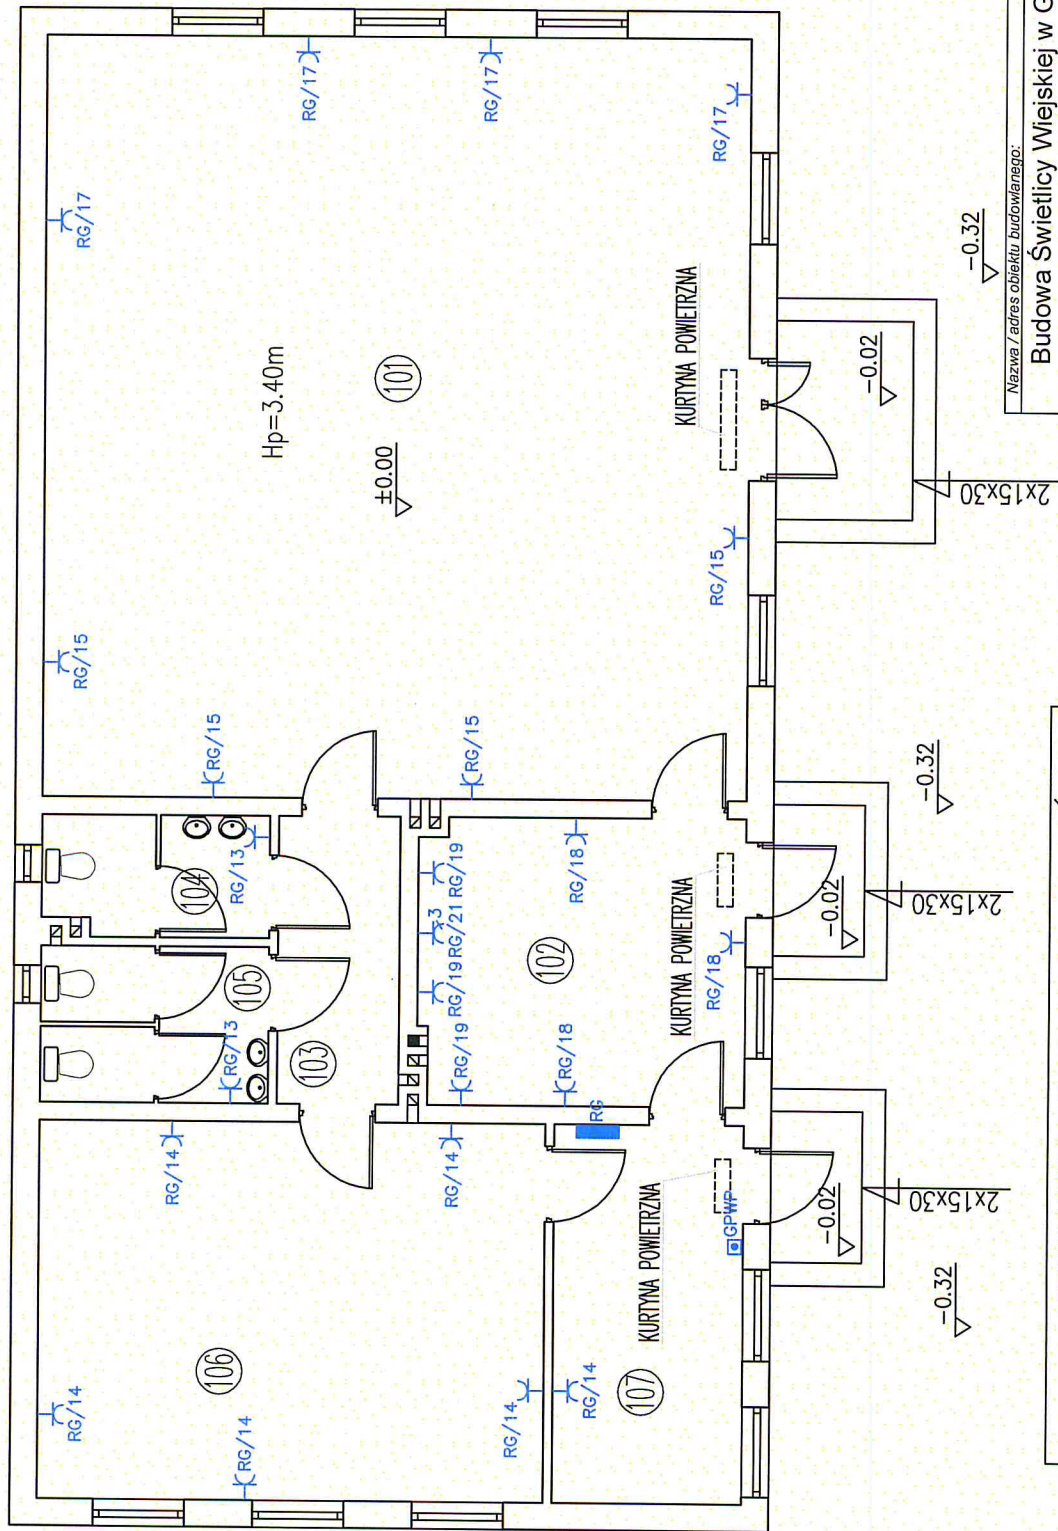 RG/17
RG/17
RG/17
RG/17
Hp=3.40m
101
±0.00
KURTYNA POWIETRZNA
-0.32
-0.02
2x15x30
RG/15
RG/15
RG/15
RG/15
104
RG/13
105
RG/13
103
RG/19
x3
RG/21
RG/19
RG/19
RG/18
RG/18
RG/18
102
KURTYNA POWIETRZNA
-0.02
2x15x30
-0.32
RG
RG/14
RG/14
RG/14
RG/14
RG/14
RG/14
106
107
KURTYNA POWIETRZNA
GPWP
-0.02
2x15x30
-0.32
Nazwa / adres obiektu budowlanego:
Budowa Świetlicy Wiejskiej w G